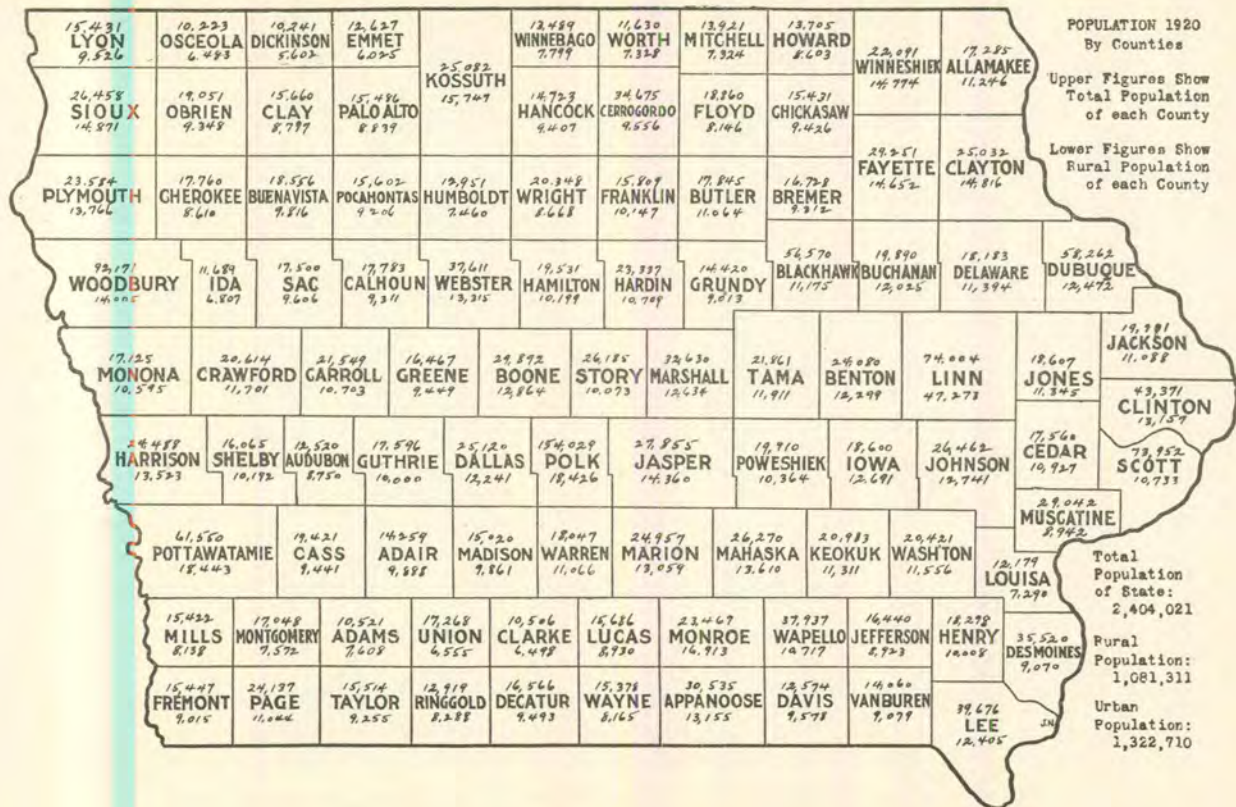 POPULATION 1920
By Counties
Upper Figures Show
Total Population
of each County
Lower Figures Show
Rural Population
of each County
15,431
LYON
9,526
10,223
OSCEOLA
6,483
10,241
DICKINSON
5,602
12,627
EMMET
6,025
25,082
KOSSUTH
15,747
13,489
WINNEBAGO
7,799
11,630
WORTH
7,328
13,921
MITCHELL
7,324
13,705
HOWARD
8,603
22,091
WINNESHIEK
14,774
17,285
ALLAMAKEE
11,246
26,458
SIOUX
14,871
19,051
OBRIEN
9,348
15,660
CLAY
8,797
15,486
PALO ALTO
8,839
14,723
HANCOCK
9,407
34,675
CERROGORDO
9,556
18,860
FLOYD
8,146
15,431
CHICKASAW
9,426
29,251
FAYETTE
14,652
25,032
CLAYTON
14,816
23,584
PLYMOUTH
13,766
17,760
CHEROKEE
8,610
18,556
BUENAVISTA
9,816
15,602
POCAHONTAS
9,206
12,951
HUMBOLDT
7,460
20,348
WRIGHT
8,668
15,809
FRANKLIN
10,147
17,845
BUTLER
11,064
16,728
BREMER
9,312
92,171
WOODBURY
14,005
11,689
IDA
6,807
17,500
SAC
9,606
17,783
CALHOUN
9,311
37,611
WEBSTER
13,315
19,531
HAMILTON
10,199
23,337
HARDIN
10,709
14,420
GRUNDY
9,013
56,570
BLACKHAWK
11,175
19,890
BUCHANAN
12,025
18,183
DELAWARE
11,394
58,262
DUBUQUE
12,472
17,125
MONONA
10,595
20,614
CRAWFORD
11,701
21,549
CARROLL
10,703
16,467
GREENE
9,449
29,892
BOONE
12,864
26,185
STORY
10,073
32,630
MARSHALL
12,634
21,861
TAMA
11,911
24,080
BENTON
12,299
74,004
LINN
47,273
18,607
JONES
11,345
JACKSON
11,088
43,371
CLINTON
13,157
24,488
HARRISON
13,523
16,065
SHELBY
10,192
12,520
AUDUBON
8,750
17,596
GUTHRIE
10,000
25,120
DALLAS
12,241
154,029
POLK
18,426
27,855
JASPER
14,360
19,910
POWESHIEK
10,364
18,600
IOWA
12,691
26,462
JOHNSON
12,741
17,560
CEDAR
10,927
73,952
SCOTT
10,733
29,042
MUSCATINE
8,942
61,550
POTTAWATAMIE
18,443
19,421
CASS
9,441
14,259
ADAIR
9,888
15,020
MADISON
9,861
18,047
WARREN
11,066
24,957
MARION
13,059
26,270
MAHASKA
13,610
20,983
KEOKUK
11,311
20,421
WASH'TON
11,556
12,179
LOUISA
7,290
15,422
MILLS
8,138
17,048
MONTGOMERY
7,572
10,521
ADAMS
7,608
17,268
UNION
6,555
10,506
CLARKE
6,498
15,686
LUCAS
8,930
23,467
MONROE
16,913
37,937
WAPELLO
10,717
16,440
JEFFERSON
8,923
18,298
HENRY
10,008
35,520
DESMOINES
9,070
15,447
FREMONT
9,015
24,137
PAGE
11,044
15,514
TAYLOR
9,255
12,919
RINGGOLD
8,288
16,566
DECATUR
9,493
15,378
WAYNE
8,165
30,535
APPANOOSE
13,155
12,574
DAVIS
9,578
14,060
VANBUREN
9,079
39,676
LEE
12,405
J.N.
Total
Population
of State:
2,404,021
Rural
Population:
1,081,311
Urban
Population:
1,322,710